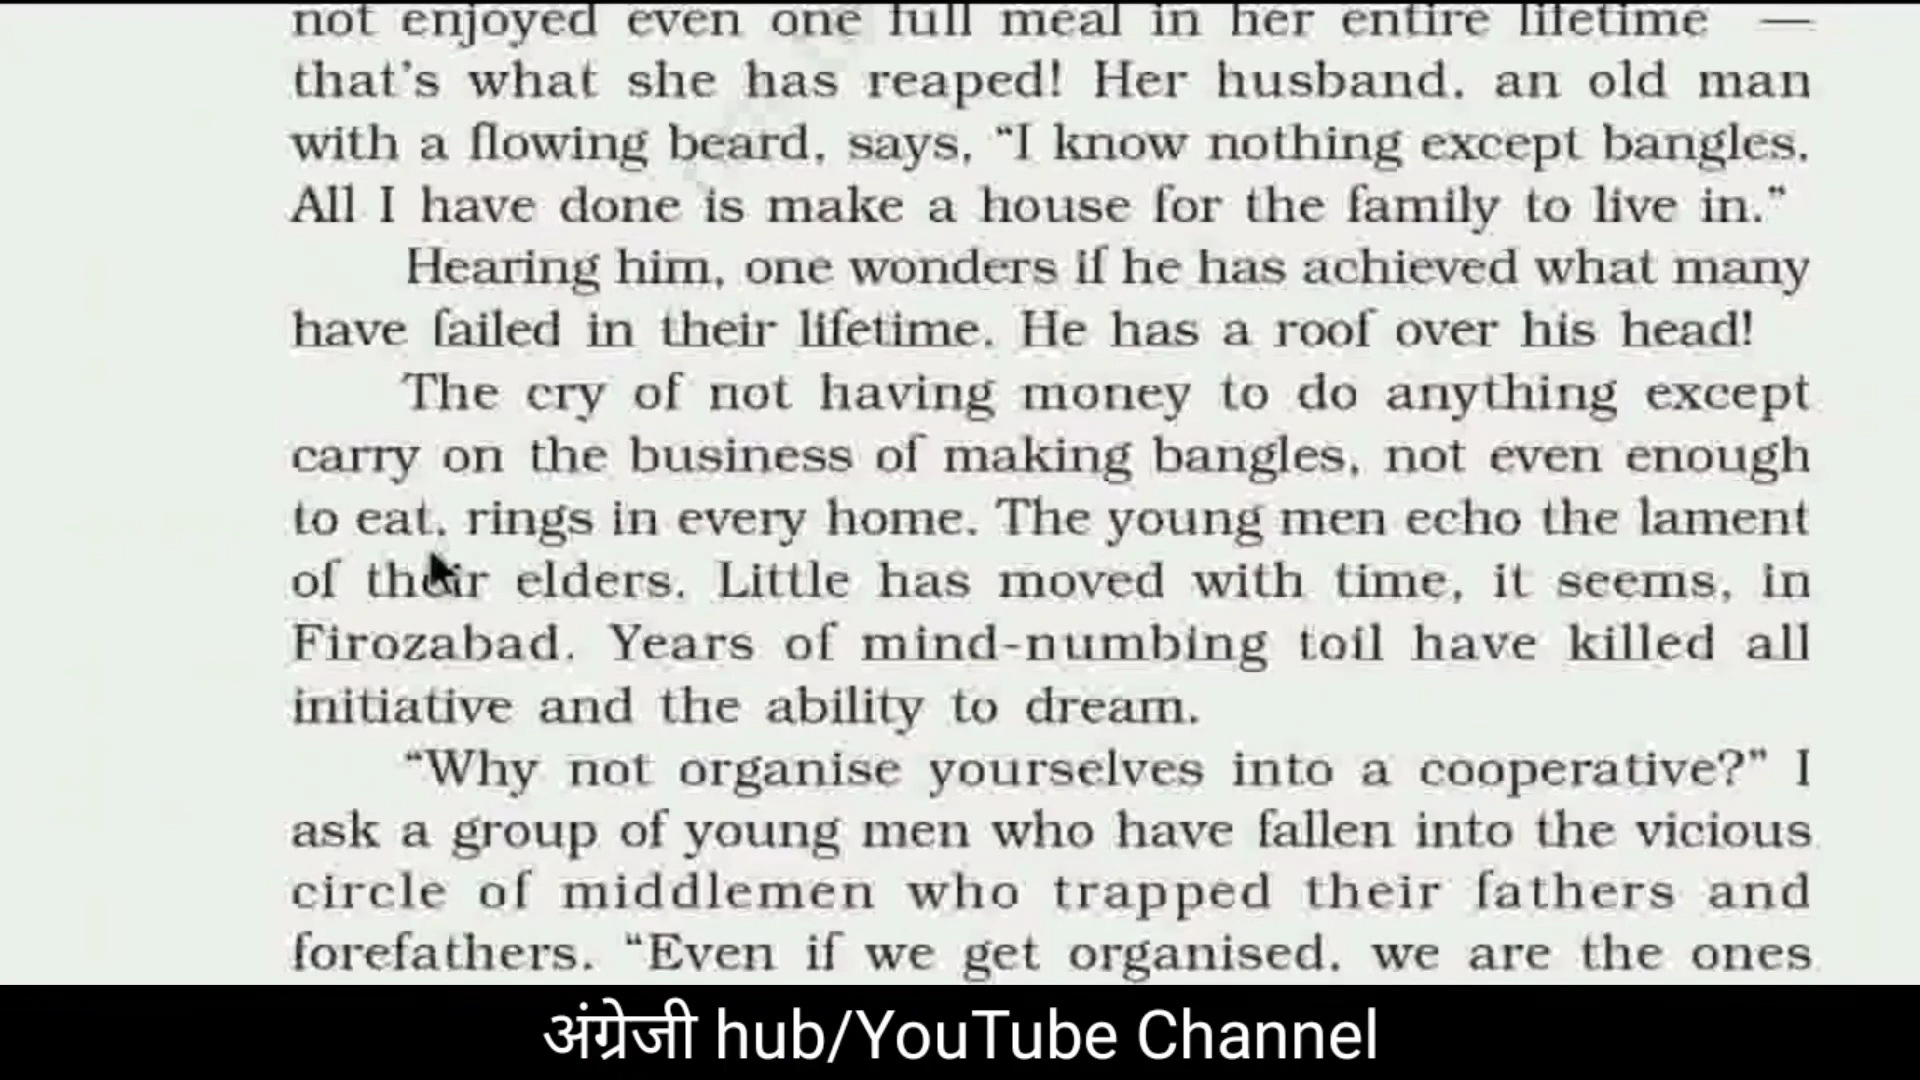 not enjoyed even one full meal in her entire lifetime —
that's what she has reaped! Her husband, an old man
with a flowing beard, says, “I know nothing except bangles.
All I have done is make a house for the family to live in.”
Hearing him, one wonders if he has achieved what many
have failed in their lifetime. He has a roof over his head!
The cry of not having money to do anything except
carry on the business of making bangles, not even enough
to eat, rings in every home. The young men echo the lament
of their elders. Little has moved with time, it seems, in
Firozabad. Years of mind-numbing toil have killed all
initiative and the ability to dream.
“Why not organise yourselves into a cooperative?” I
ask a group of young men who have fallen into the vicious
circle of middlemen who trapped their fathers and
forefathers. “Even if we get organised, we are the ones
अंग्रेजी hub/YouTube Channel